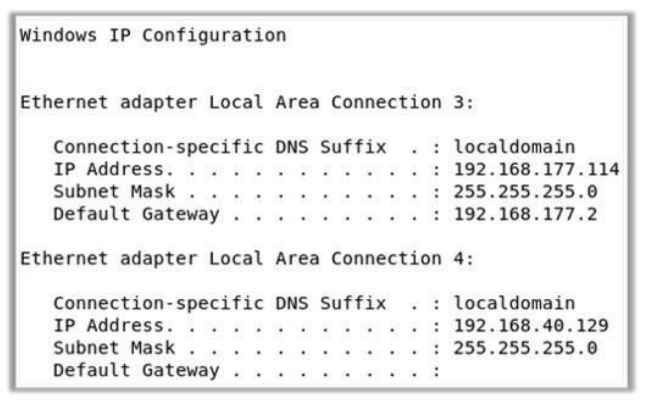 Windows IP Configuration
Ethernet adapter Local Area Connection 3:
Connection-specific DNS Suffix  . : localdomain
IP Address. . . . . . . . . . . . : 192.168.177.114
Subnet Mask . . . . . . . . . . . : 255.255.255.0
Default Gateway . . . . . . . . . : 192.168.177.2
Ethernet adapter Local Area Connection 4:
Connection-specific DNS Suffix  . : localdomain
IP Address. . . . . . . . . . . . : 192.168.40.129
Subnet Mask . . . . . . . . . . . : 255.255.255.0
Default Gateway . . . . . . . . . :